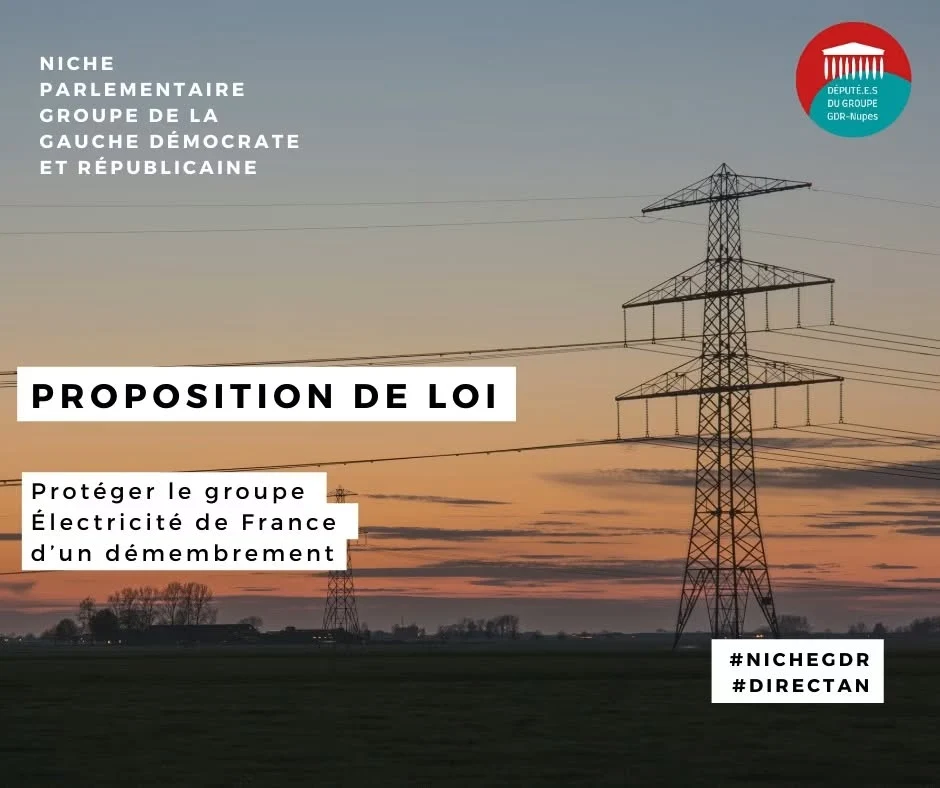 NICHE
PARLEMENTAIRE
GROUPE DE LA
GAUCHE DÉMOCRATE
ET RÉPUBLICAINE
DÉPUTÉ.E.S
DU GROUPE
GDR-Nupes
PROPOSITION DE LOI
Protéger le groupe
Électricité de France
d’un démembrement
#NICHEGDR
#DIRECTAN